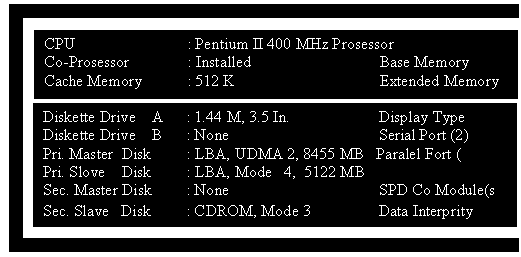 CPU : Pentium II 400 MHz Prosessor
Co-Prosessor : Installed Base Memory
Cache Memory : 512 K Extended Memory
Diskette Drive A : 1.44 M, 3.5 In. Display Type
Diskette Drive B : None Serial Port (2)
Pri. Master Disk : LBA, UDMA 2, 8455 MB Paralel Fort (
Pri. Slove Disk : LBA, Mode 4, 5122 MB
Sec. Master Disk : None SPD Co Module(s
Sec. Slave Disk : CDROM, Mode 3 Data Interprity